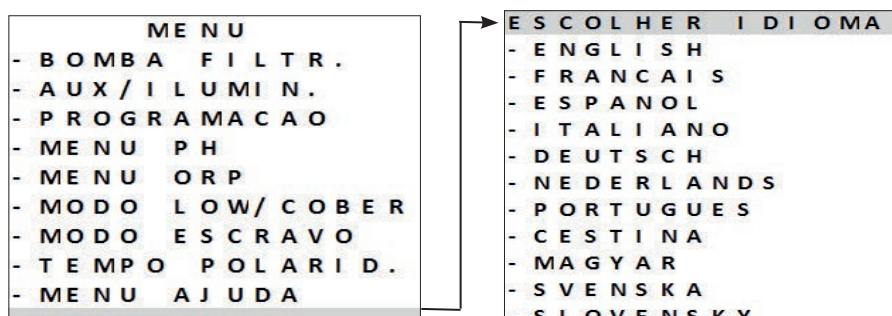 MENU
- BOMBA FILTR.
- AUX/ILUMIN.
- PROGRAMACAO
- MENU PH
- MENU ORP
- MODO LOW/COBER
- MODO ESCRAVO
- TEMPO POLARID.
- MENU AJUDA
ESCOLHER IDIOMA
- ENGLISH
- FRANCAIS
- ESPANOL
- ITALIANO
- DEUTSCH
- NEDERLANDS
- PORTUGUES
- CESTINA
- MAGYAR
- SVENSKA
- SLOVENSKY